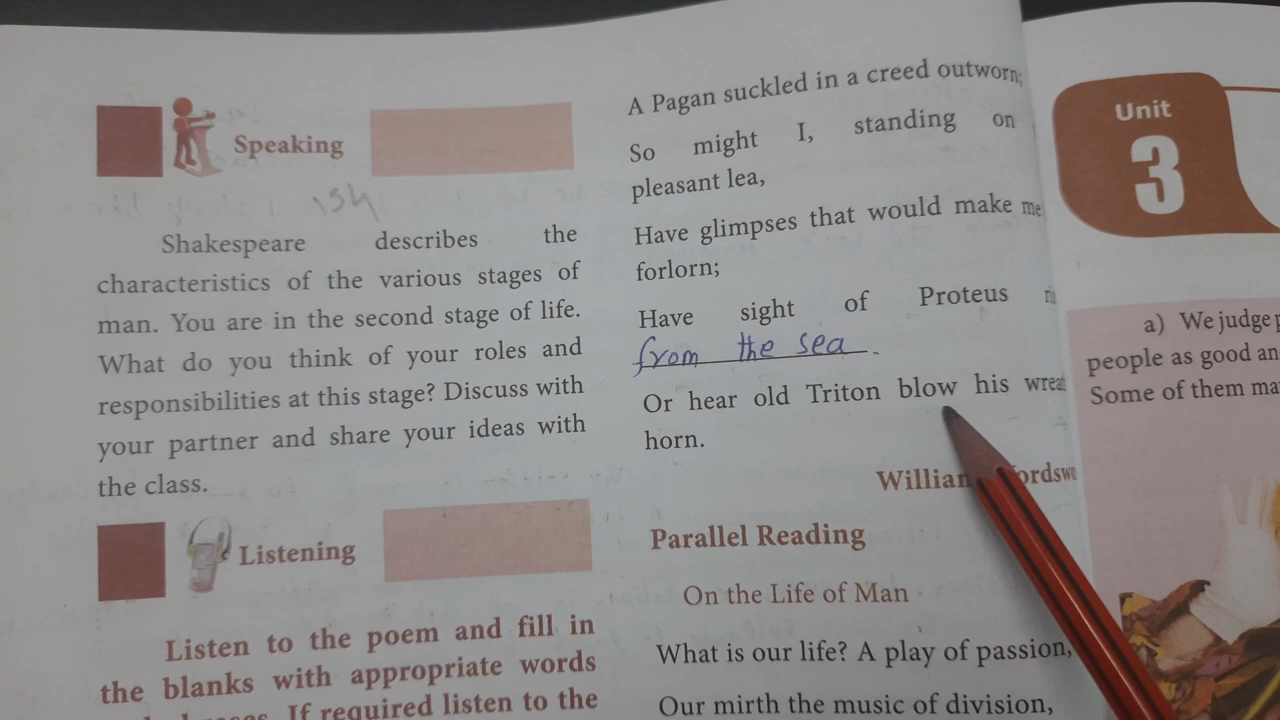 Speaking
Shakespeare describes the
characteristics of the various stages of
man. You are in the second stage of life.
What do you think of your roles and
responsibilities at this stage? Discuss with
your partner and share your ideas with
the class.
Listening
Listen to the poem and fill in
the blanks with appropriate words
If required listen to the
A Pagan suckled in a creed outworn;
So might I, standing on
pleasant lea,
Have glimpses that would make me
forlorn;
Have sight of Proteus
from the sea.
Or hear old Triton blow his
horn.
Parallel Reading
On the Life of Man
What is our life? A play of passion,
Our mirth the music of division,
Unit
3
a) We judge
people as good an
Some of them ma